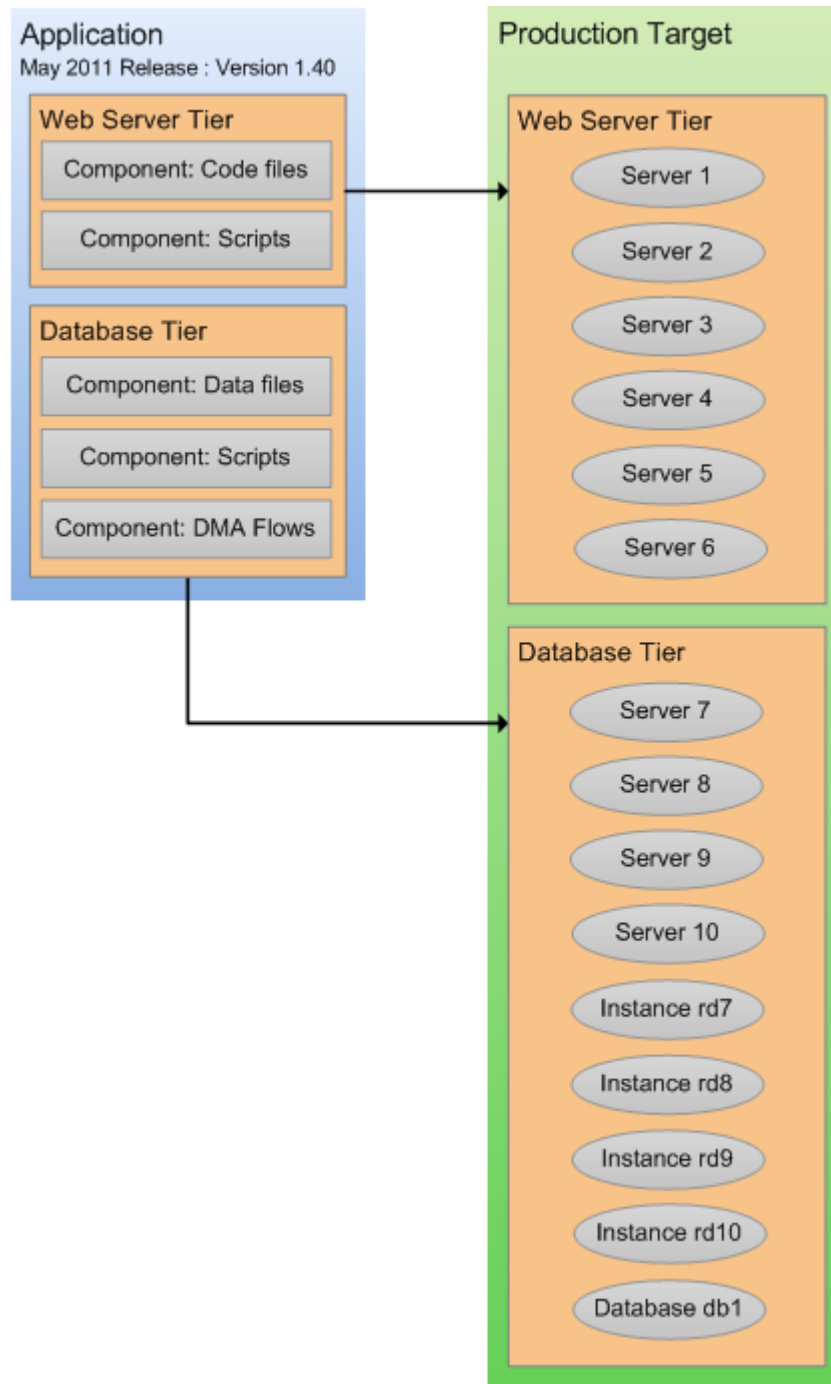 Application
May 2011 Release : Version 1.40
Web Server Tier
Component: Code files
Component: Scripts
Database Tier
Component: Data files
Component: Scripts
Component: DMA Flows
Production Target
Web Server Tier
Server 1
Server 2
Server 3
Server 4
Server 5
Server 6
Database Tier
Server 7
Server 8
Server 9
Server 10
Instance rd7
Instance rd8
Instance rd9
Instance rd10
Database db1